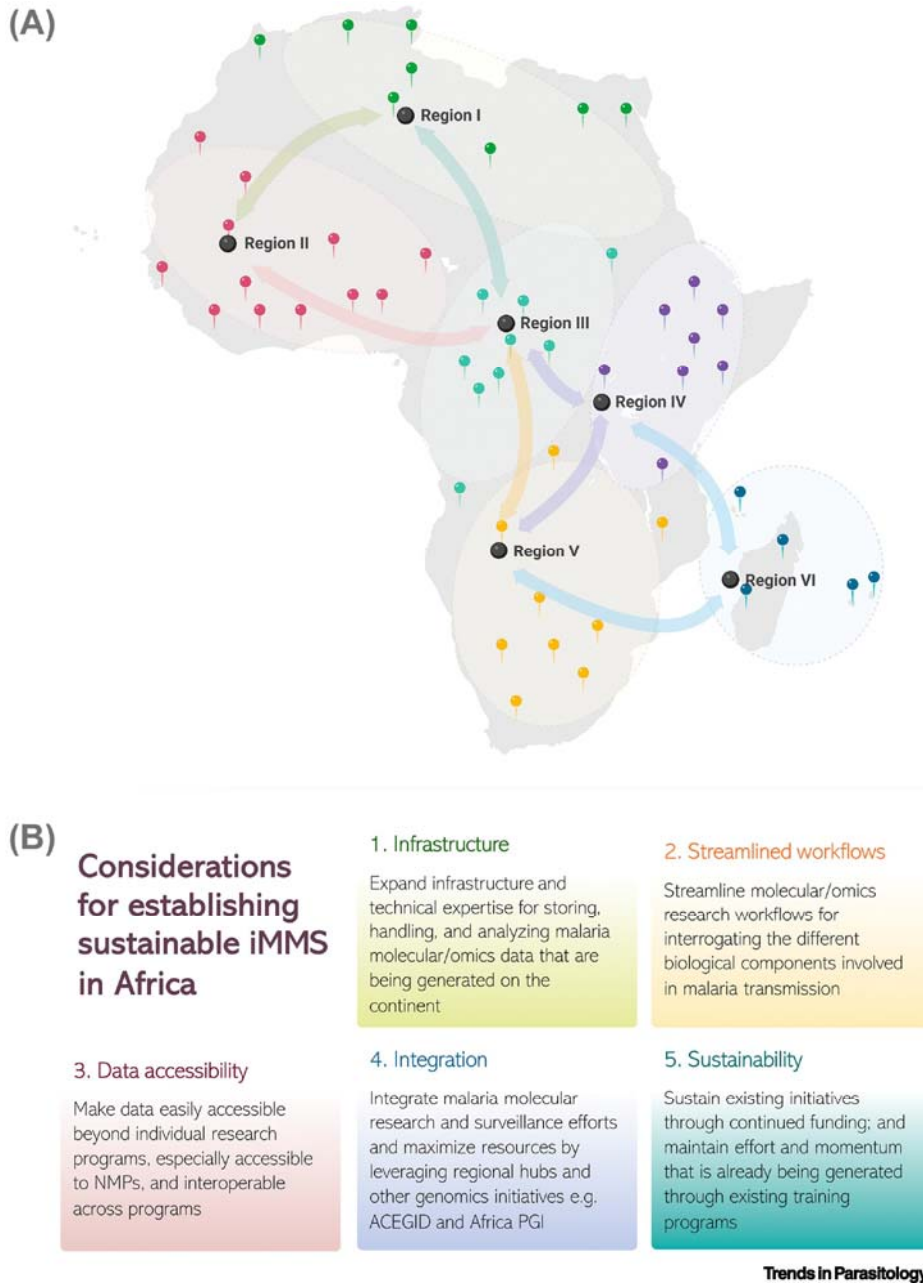 (A)
Region I
Region II
Region III
Region IV
Region V
Region VI
(B)
Considerations
for establishing
sustainable iMMS
in Africa
1. Infrastructure
Expand infrastructure and
technical expertise for storing,
handling, and analyzing malaria
molecular/omics data that are
being generated on the
continent
2. Streamlined workflows
Streamline molecular/omics
research workflows for
interrogating the different
biological components involved
in malaria transmission
3. Data accessibility
Make data easily accessible
beyond individual research
programs, especially accessible
to NMPs, and interoperable
across programs
4. Integration
Integrate malaria molecular
research and surveillance efforts
and maximize resources by
leveraging regional hubs and
other genomics initiatives e.g.
ACEGID and Africa PGI
5. Sustainability
Sustain existing initiatives
through continued funding; and
maintain effort and momentum
that is already being generated
through existing training
programs
Trends in Parasitology